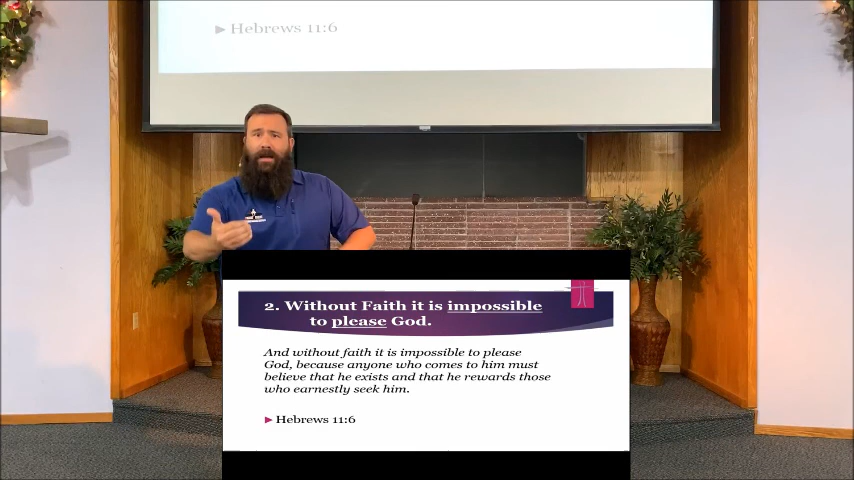 ▶ Hebrews 11:6
2. Without Faith it is impossible
to please God.
And without faith it is impossible to please
God, because anyone who comes to him must
believe that he exists and that he rewards those
who earnestly seek him.
▶ Hebrews 11:6